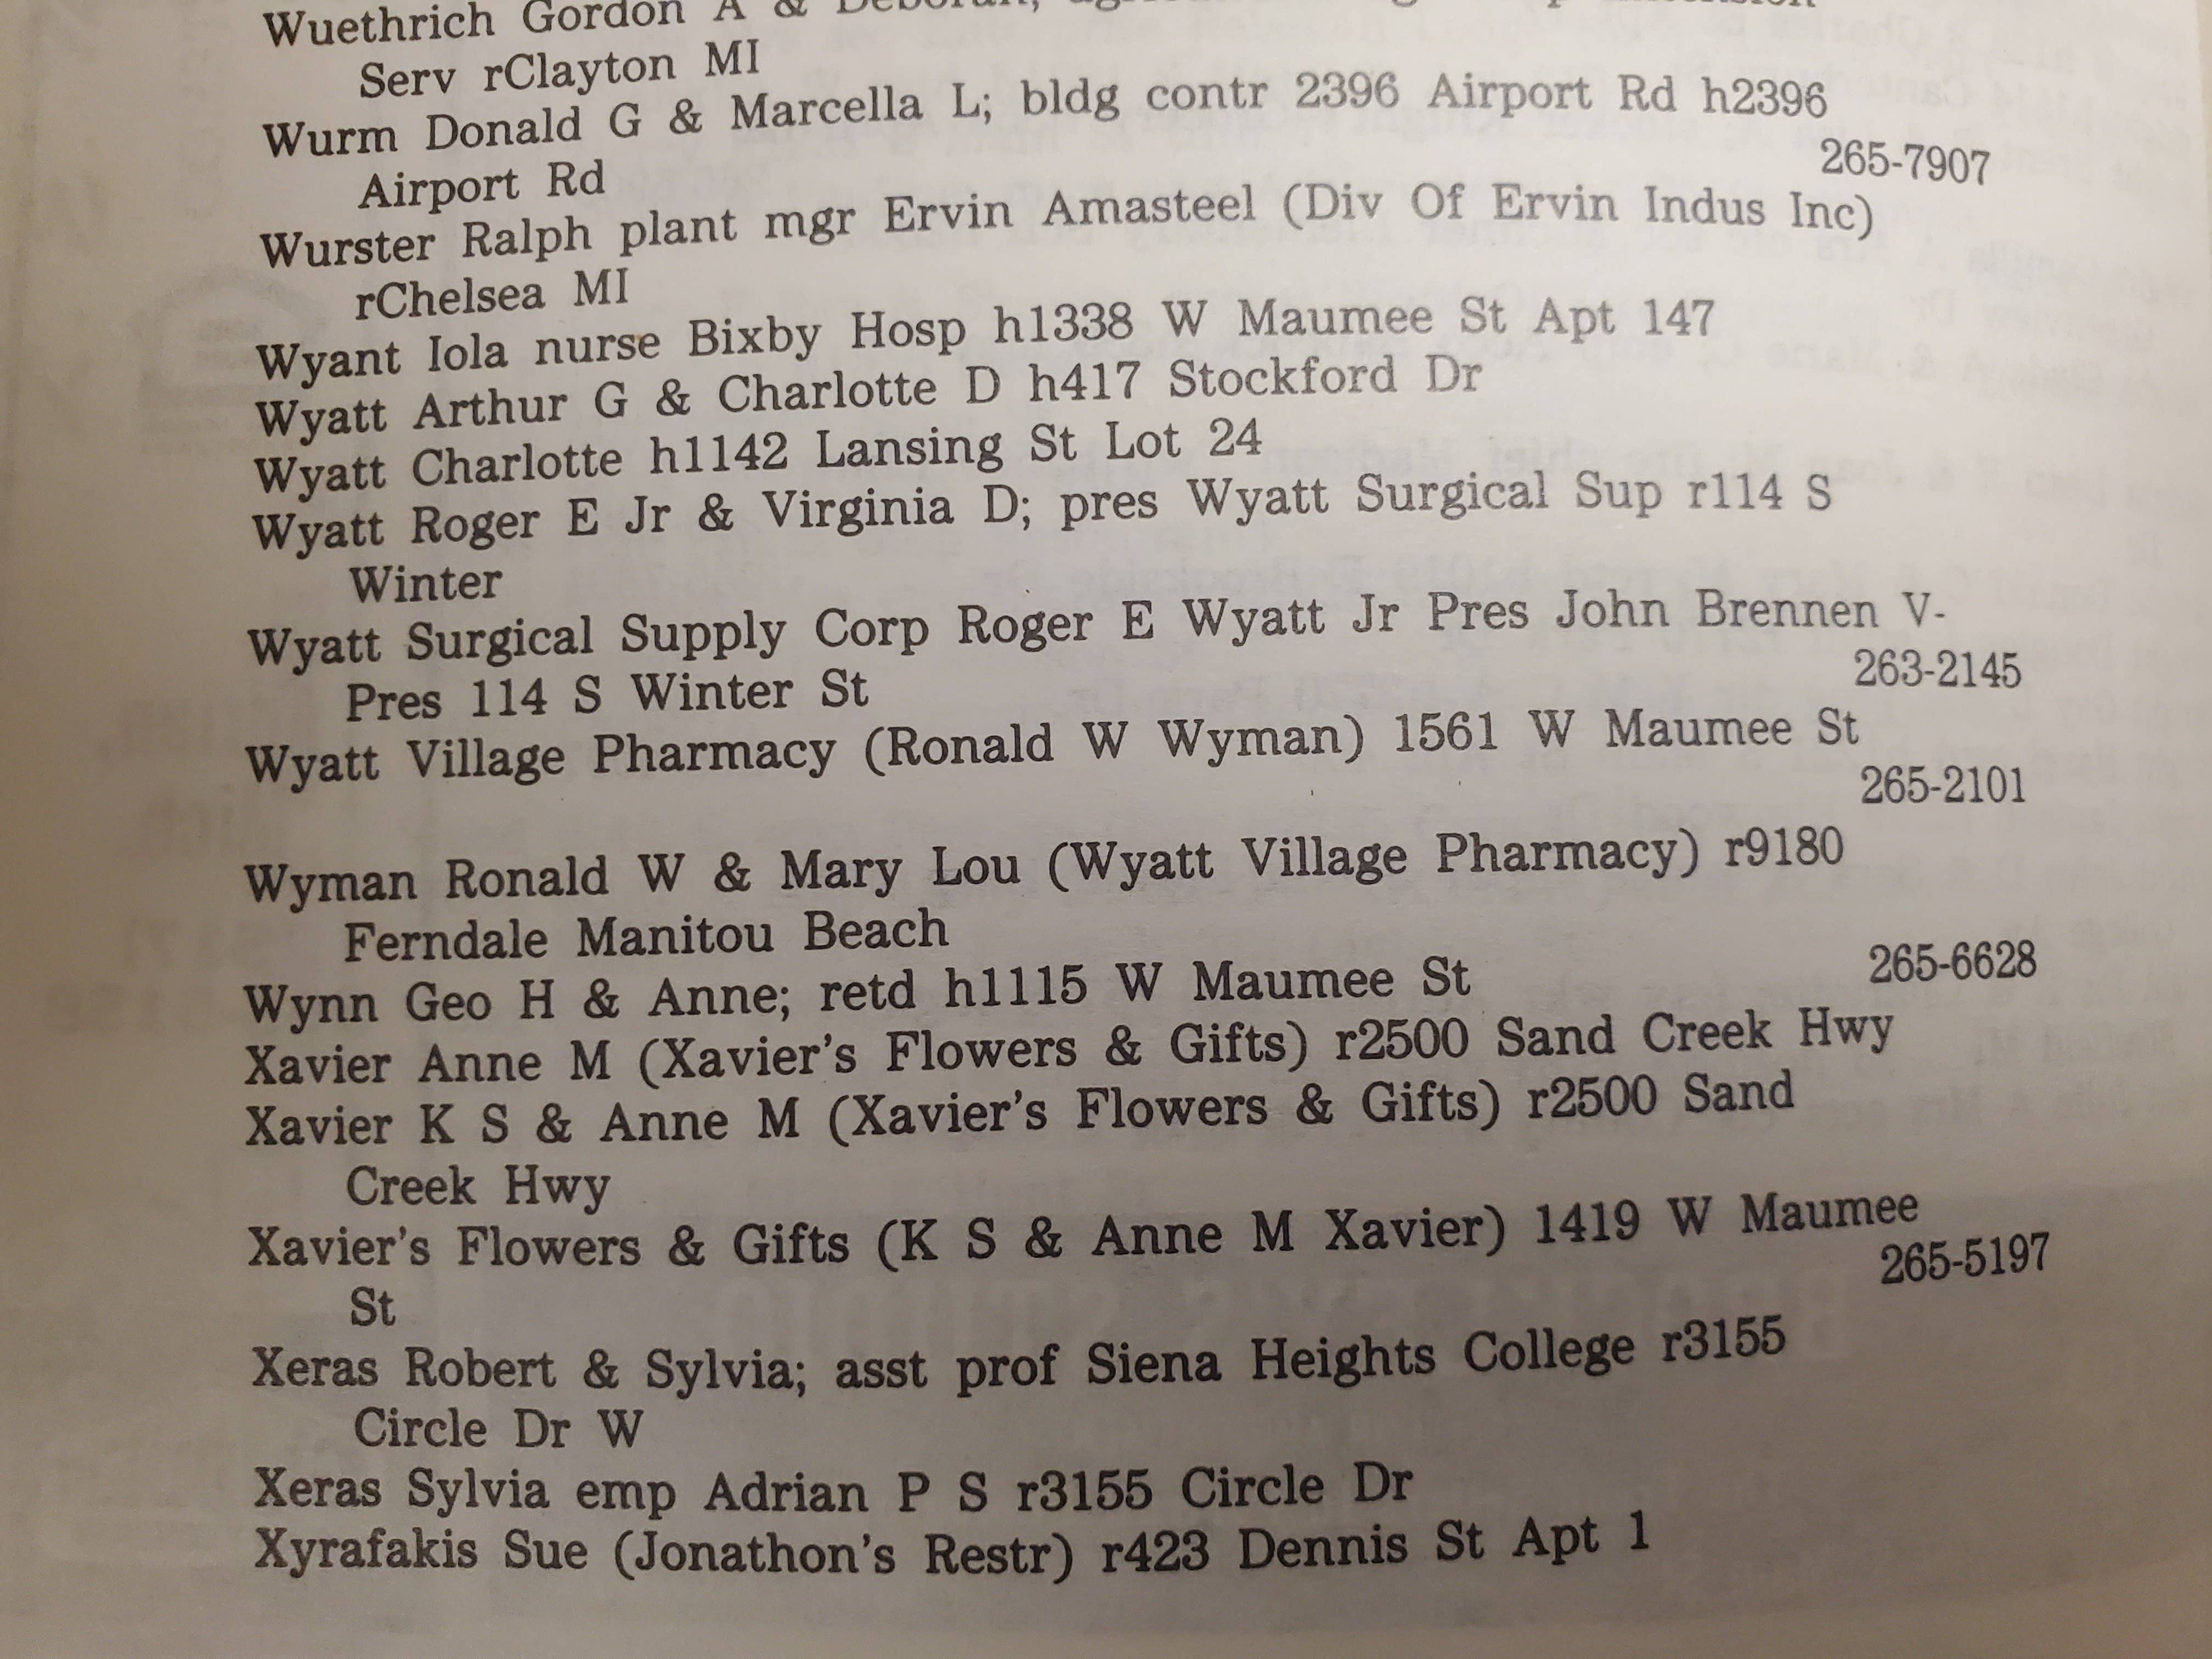 Wuethrich Gordon A & Deborah;
Serv rClayton MI
Wurm Donald G & Marcella L; bldg contr 2396 Airport Rd h2396
Airport Rd 265-7907
Wurster Ralph plant mgr Ervin Amasteel (Div Of Ervin Indus Inc)
rChelsea MI
Wyant Iola nurse Bixby Hosp h1338 W Maumee St Apt 147
Wyatt Arthur G & Charlotte D h417 Stockford Dr
Wyatt Charlotte h1142 Lansing St Lot 24
Wyatt Roger E Jr & Virginia D; pres Wyatt Surgical Sup r114 S
Winter
Wyatt Surgical Supply Corp Roger E Wyatt Jr Pres John Brennen V-
Pres 114 S Winter St 263-2145
Wyatt Village Pharmacy (Ronald W Wyman) 1561 W Maumee St
265-2101
Wyman Ronald W & Mary Lou (Wyatt Village Pharmacy) r9180
Ferndale Manitou Beach
Wynn Geo H & Anne; retd h1115 W Maumee St 265-6628
Xavier Anne M (Xavier's Flowers & Gifts) r2500 Sand Creek Hwy
Xavier K S & Anne M (Xavier's Flowers & Gifts) r2500 Sand
Creek Hwy
Xavier's Flowers & Gifts (K S & Anne M Xavier) 1419 W Maumee
St 265-5197
Xeras Robert & Sylvia; asst prof Siena Heights College r3155
Circle Dr W
Xeras Sylvia emp Adrian P S r3155 Circle Dr
Xyrafakis Sue (Jonathon's Restr) r423 Dennis St Apt 1